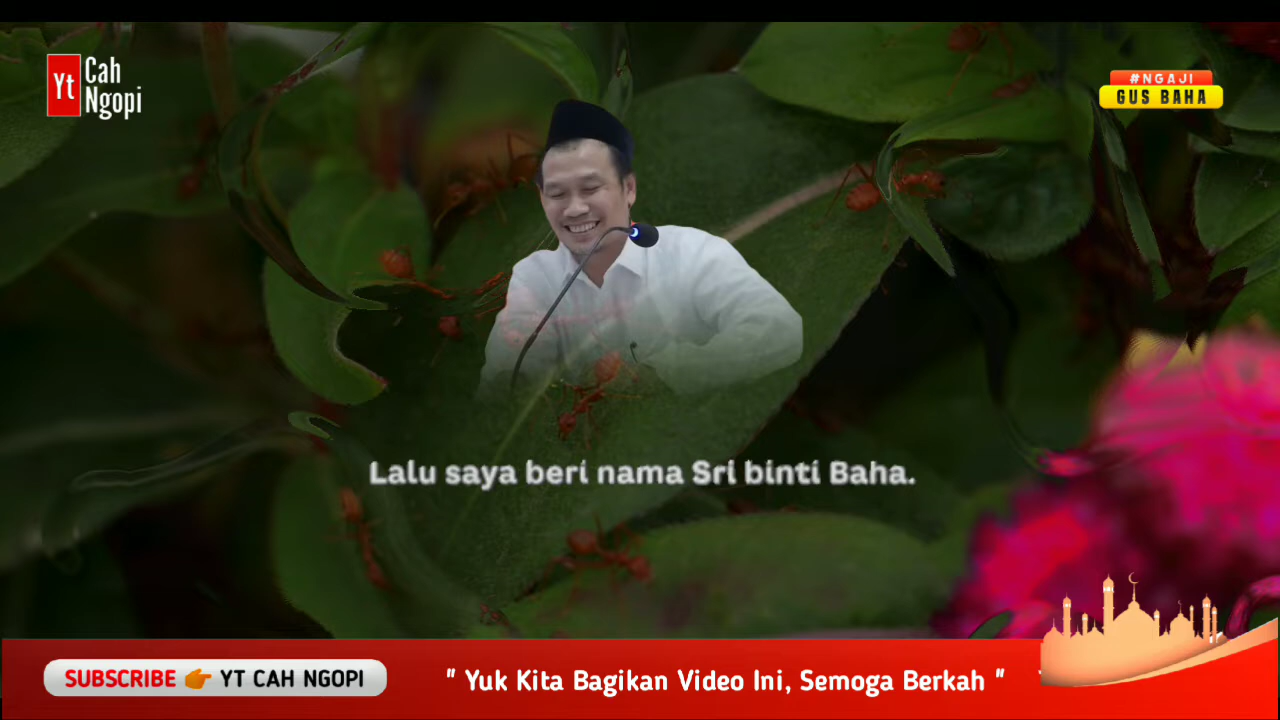 Yt
Cah
Ngopi
#NGAJI
GUS BAHA
Lalu saya beri nama Sri binti Baha.
SUBSCRIBE 👉 YT CAH NGOPI
" Yuk Kita Bagikan Video Ini, Semoga Berkah "